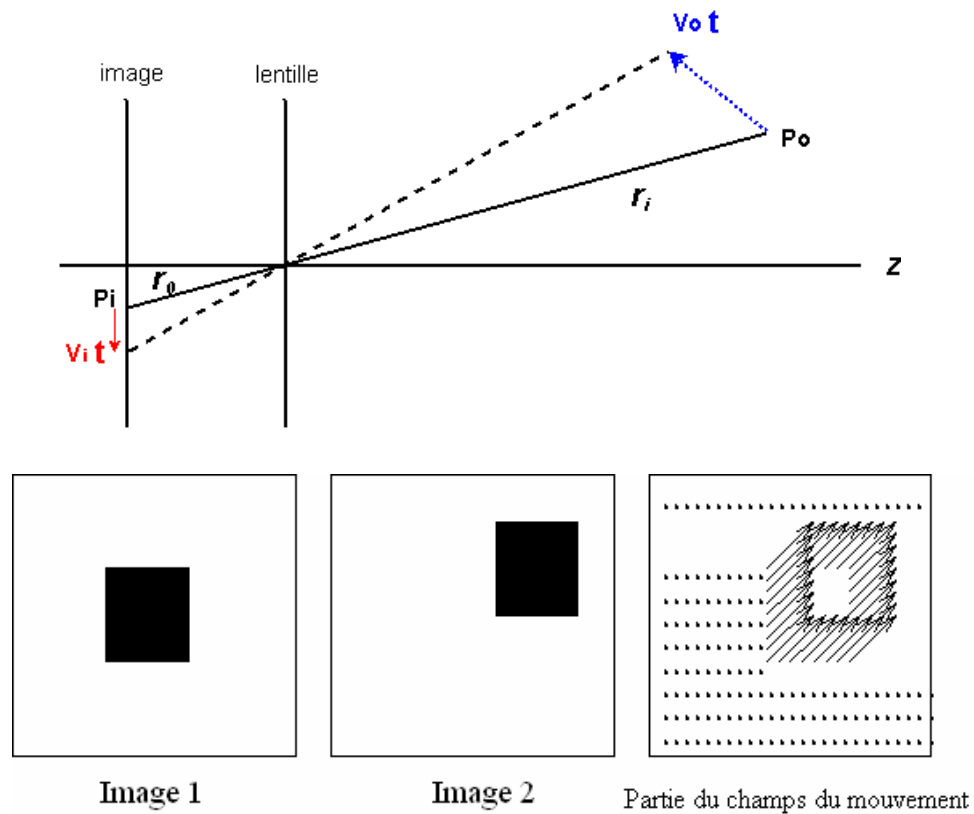 Vo t
image
lentille
Po
ri
Z
r0
Pi
Vi t
Image 1
Image 2
Partie du champs du mouvement